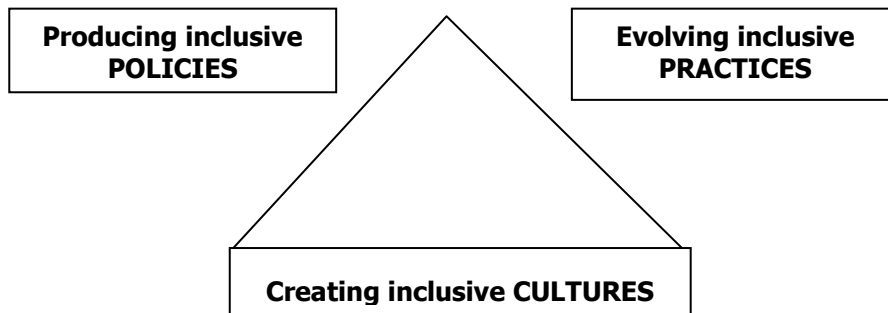 Producing inclusive
POLICIES
Evolving inclusive
PRACTICES
Creating inclusive CULTURES